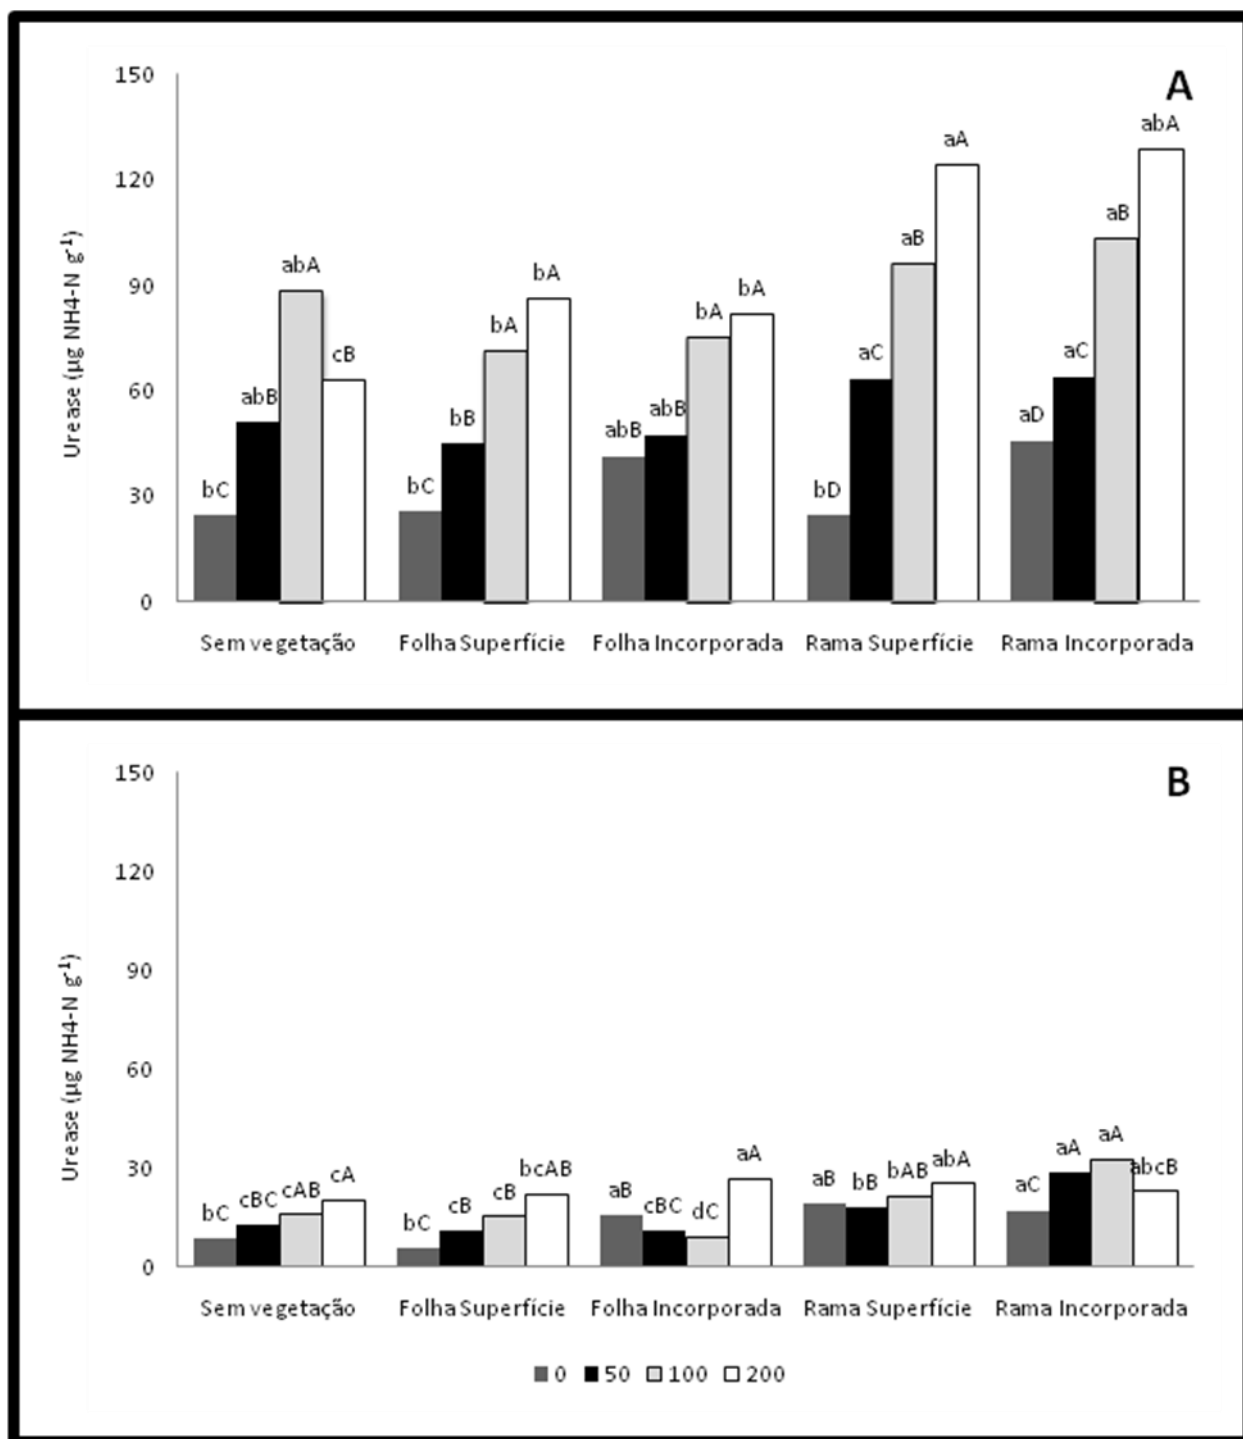 A
150
120
90
60
30
0
Urease (µg NH4-N g⁻¹)
bC abB abA cB
bC bB bA bA
abB abB bA bA
bD aC aB aA
aD aC aB abA
Sem vegetação Folha Superfície Folha Incorporada Rama Superfície Rama Incorporada
B
150
120
90
60
30
0
Urease (µg NH4-N g⁻¹)
bC cBC cAB cA
bC cB cB bcAB
aB cBC dC aA
aB bB bAB abA
aC aA aA abcB
Sem vegetação Folha Superfície Folha Incorporada Rama Superfície Rama Incorporada
0 50 100 200